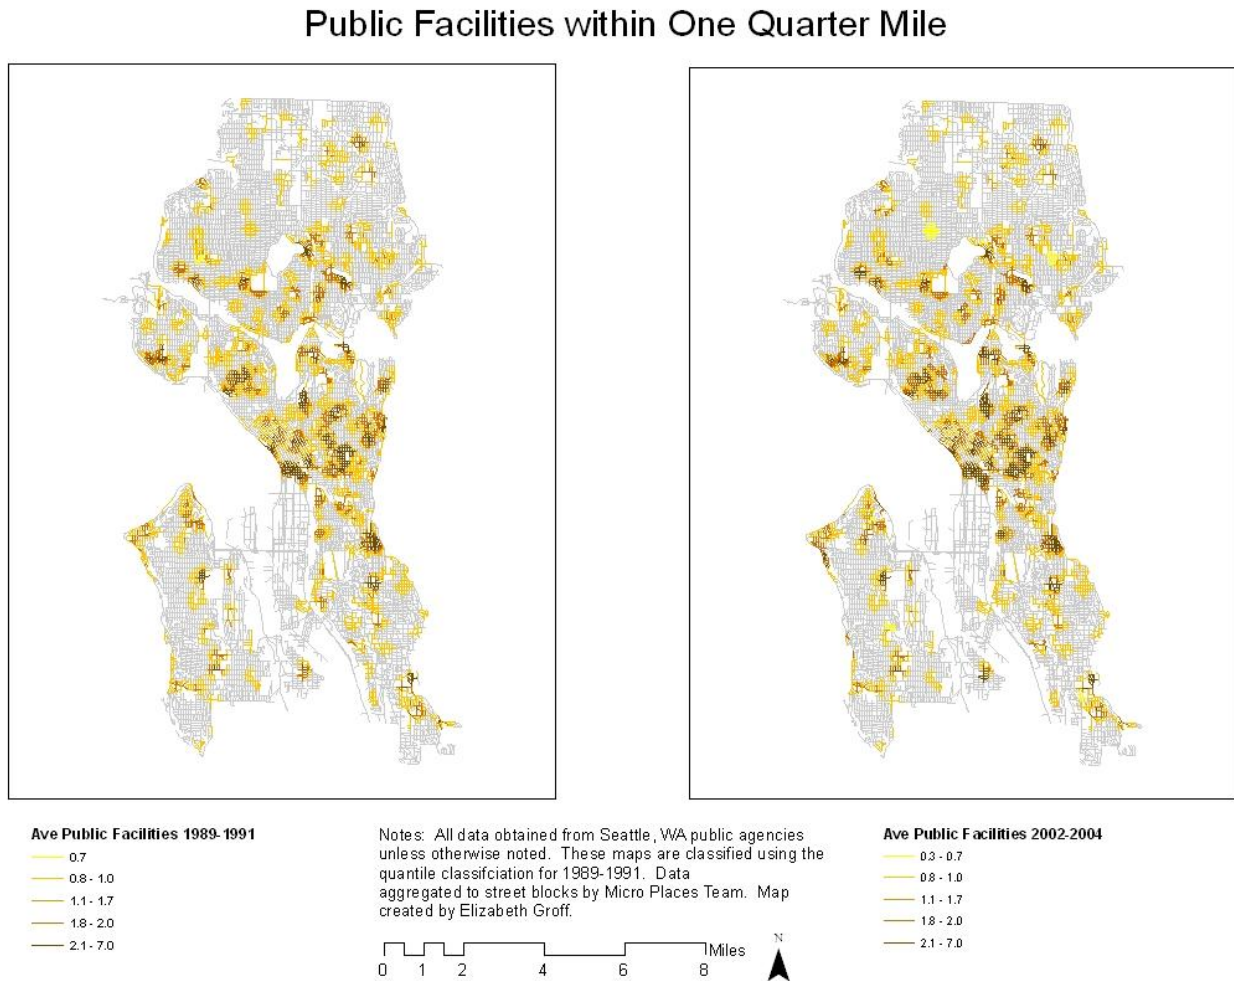 Public Facilities within One Quarter Mile
Ave Public Facilities 1989-1991
0.7
0.8 - 1.0
1.1 - 1.7
1.8 - 2.0
2.1 - 7.0
Notes: All data obtained from Seattle, WA public agencies
unless otherwise noted. These maps are classified using the
quantile classifciation for 1989-1991. Data
aggregated to street blocks by Micro Places Team. Map
created by Elizabeth Groff.
Miles
0 1 2 4 6 8
N
Ave Public Facilities 2002-2004
0.3 - 0.7
0.8 - 1.0
1.1 - 1.7
1.8 - 2.0
2.1 - 7.0